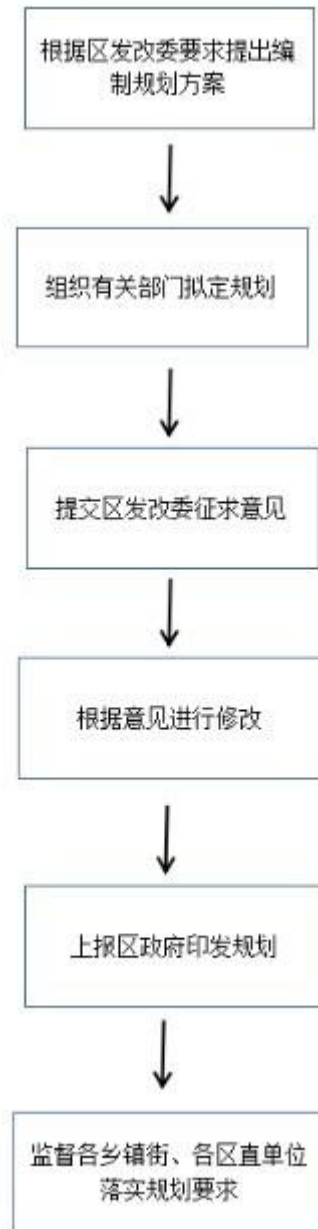 根据区发改委要求提出编
制规划方案
组织有关部门拟定规划
提交区发改委征求意见
根据意见进行修改
上报区政府印发规划
监督各乡镇街、各区直单位
落实规划要求